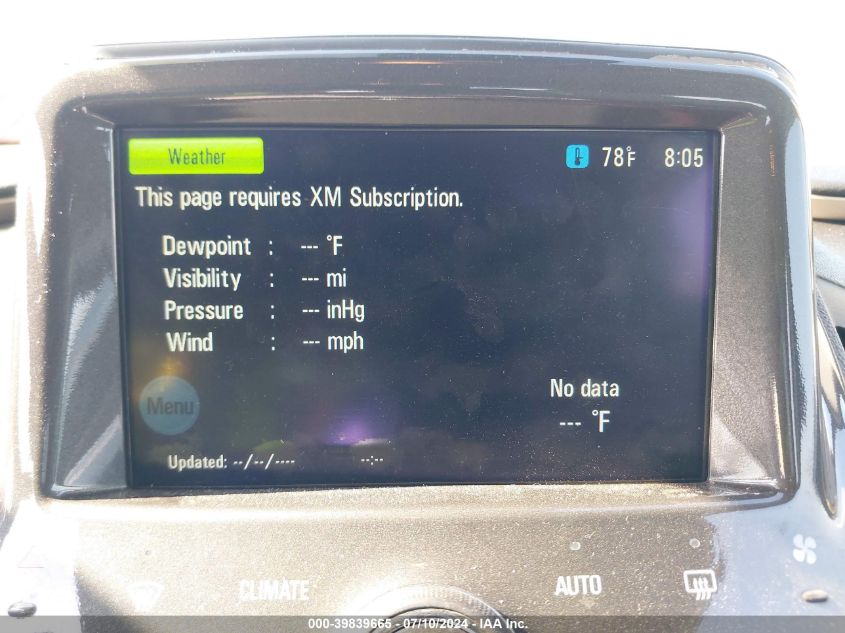 Weather 78°F 8:05
This page requires XM Subscription.
Dewpoint : --- °F
Visibility : --- mi
Pressure : --- inHg
Wind : --- mph
No data
Menu
--- °F
Updated: --/--/---- --:--
CLIMATE AUTO
000-39839665 - 07/10/2024 - IAA Inc.